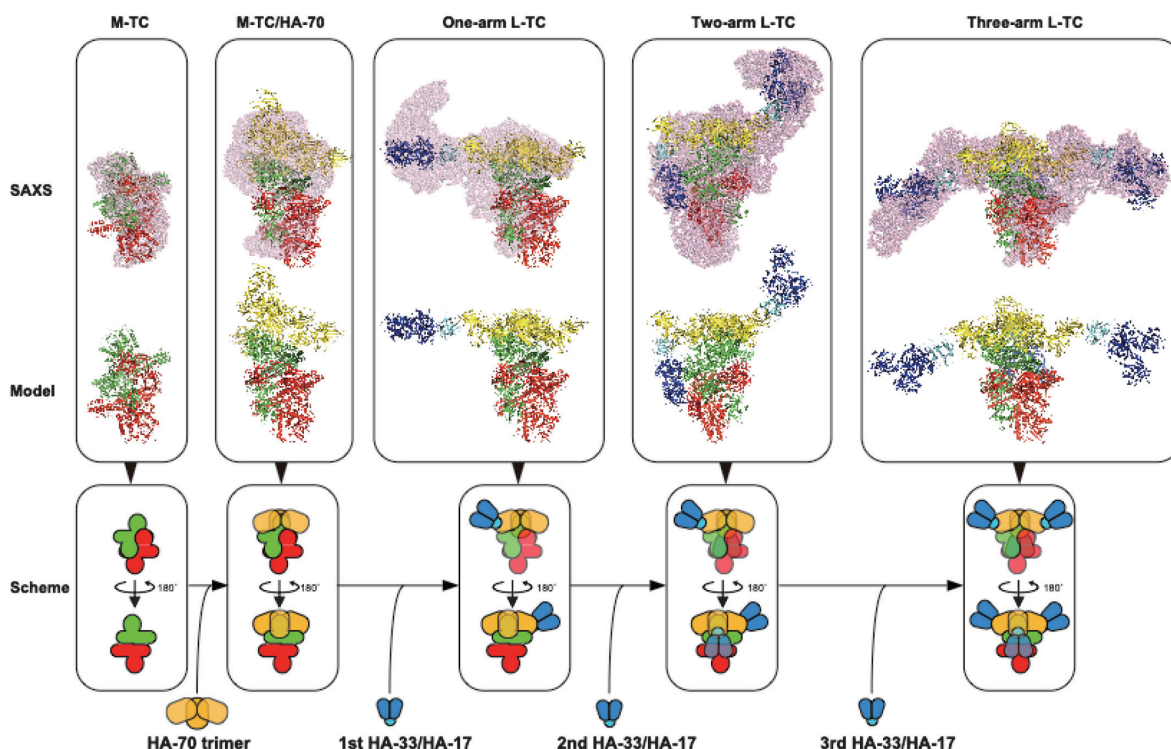 M-TC
M-TC/HA-70
One-arm L-TC
Two-arm L-TC
Three-arm L-TC
SAXS
Model
Scheme
180˚
180˚
180˚
180˚
180˚
HA-70 trimer
1st HA-33/HA-17
2nd HA-33/HA-17
3rd HA-33/HA-17